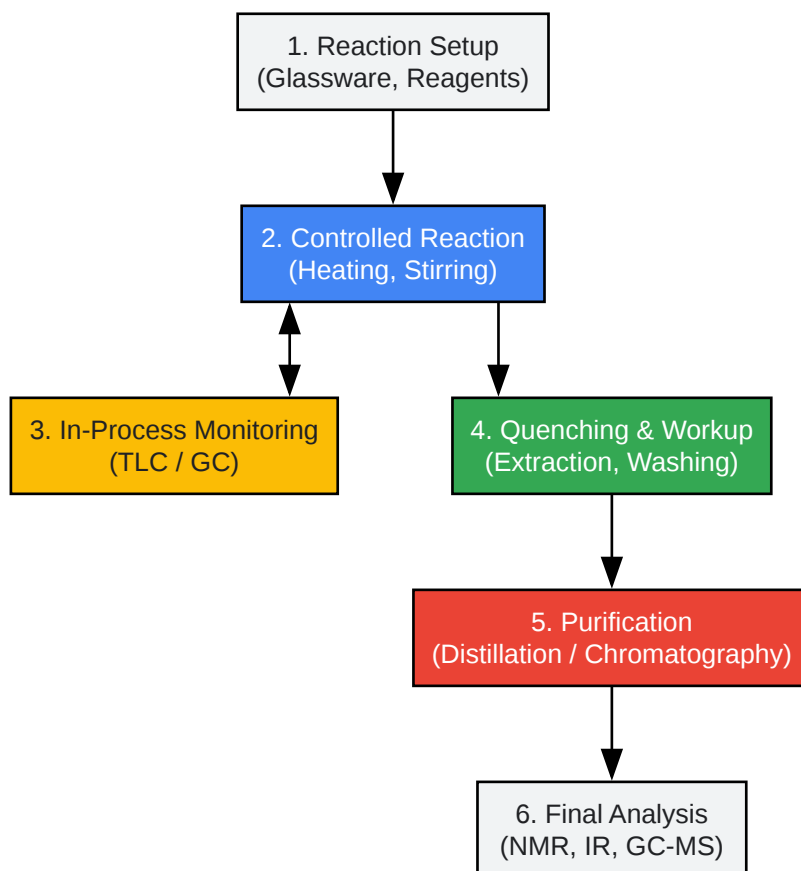 1. Reaction Setup
(Glassware, Reagents)
2. Controlled Reaction
(Heating, Stirring)
3. In-Process Monitoring
(TLC / GC)
4. Quenching & Workup
(Extraction, Washing)
5. Purification
(Distillation / Chromatography)
6. Final Analysis
(NMR, IR, GC-MS)